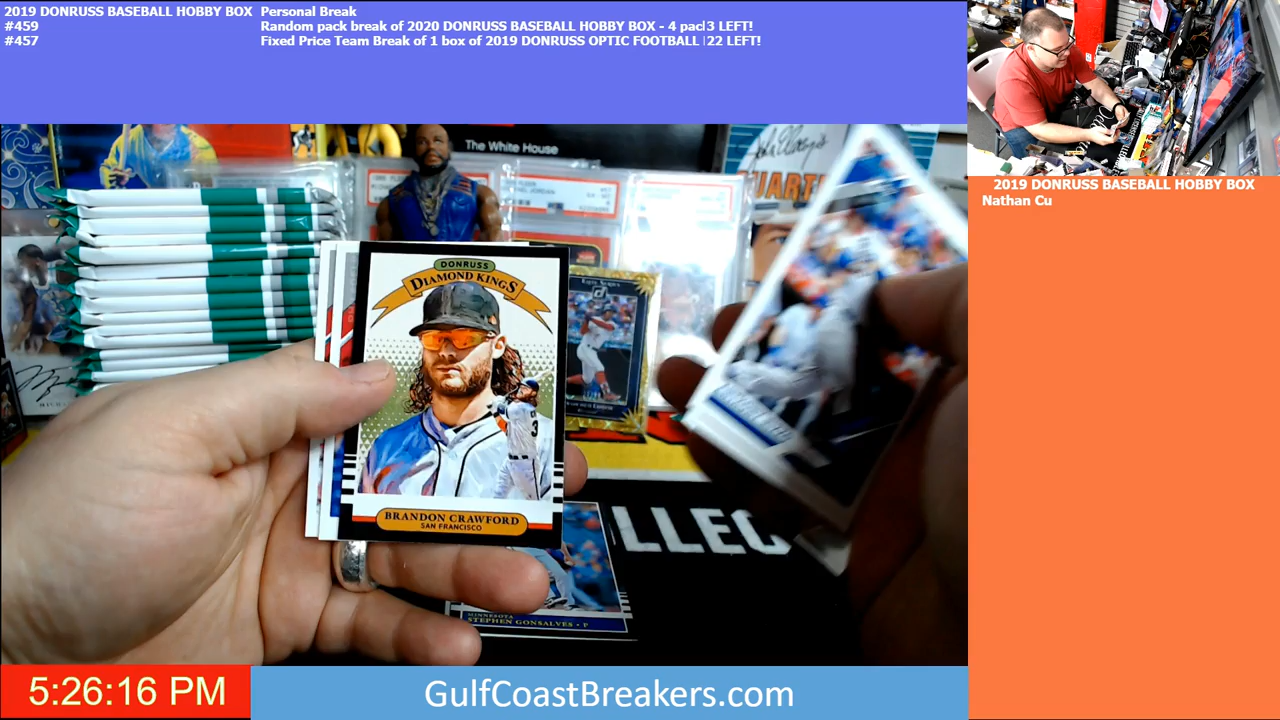 2019 DONRUSS BASEBALL HOBBY BOX Personal Break
#459 Random pack break of 2020 DONRUSS BASEBALL HOBBY BOX - 4 pac 3 LEFT!
#457 Fixed Price Team Break of 1 box of 2019 DONRUSS OPTIC FOOTBALL 22 LEFT!
2019 DONRUSS BASEBALL HOBBY BOX
Nathan Cu
The White House
DONRUSS
DIAMOND KINGS
3
BRANDON CRAWFORD
SAN FRANCISCO
LLEC
MINNESOTA
STEPHEN GONSALVES • P
5:26:16 PM
GulfCoastBreakers.com